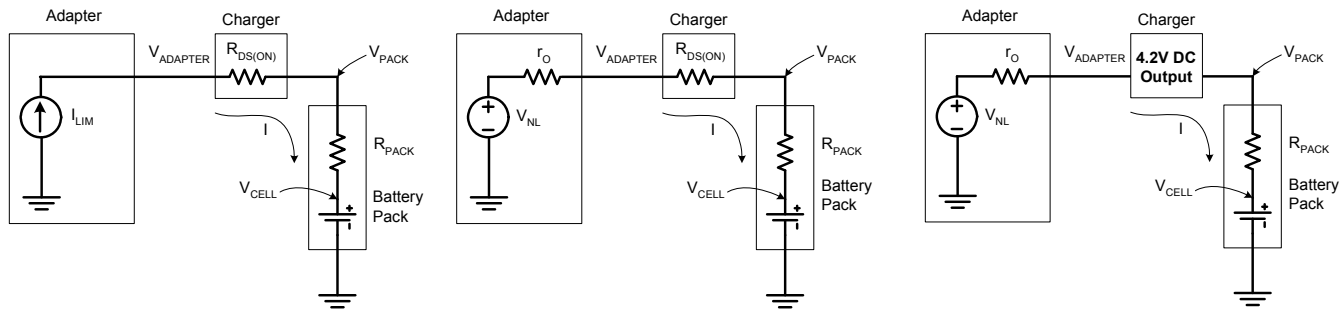 Adapter
Charger
V_ADAPTER
R_DS(ON)
V_PACK
I_LIM
I
R_PACK
V_CELL
Battery
Pack
+
Adapter
Charger
r_O
V_ADAPTER
R_DS(ON)
V_PACK
+
−
V_NL
I
R_PACK
V_CELL
Battery
Pack
+
Adapter
Charger
r_O
V_ADAPTER
4.2V DC
Output
V_PACK
+
−
V_NL
I
R_PACK
V_CELL
Battery
Pack
+